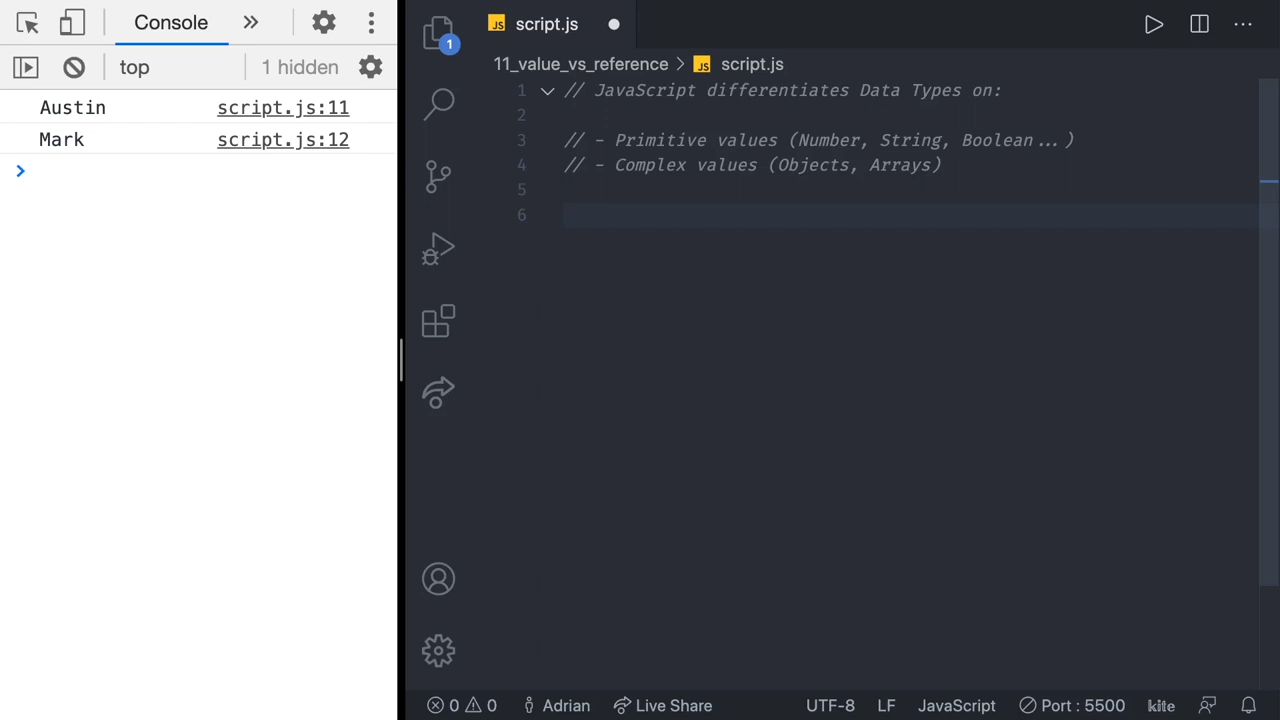 Console
top
1 hidden
Austin script.js:11
Mark script.js:12
1
JS script.js
11_value_vs_reference > JS script.js
1 // JavaScript differentiates Data Types on:
2
3 // - Primitive values (Number, String, Boolean...)
4 // - Complex values (Objects, Arrays)
5
6
0 0 Adrian Live Share UTF-8 LF JavaScript Port : 5500 kite